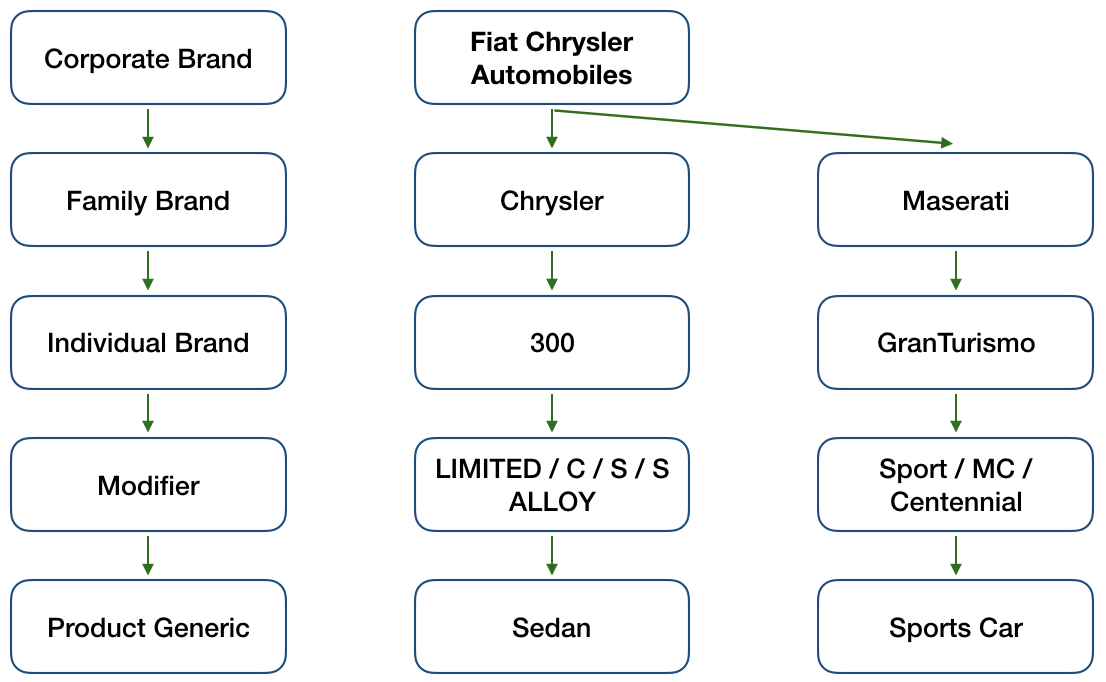 Corporate Brand
Fiat Chrysler
Automobiles
Family Brand
Chrysler
Maserati
Individual Brand
300
GranTurismo
Modifier
LIMITED / C / S / S
ALLOY
Sport / MC /
Centennial
Product Generic
Sedan
Sports Car